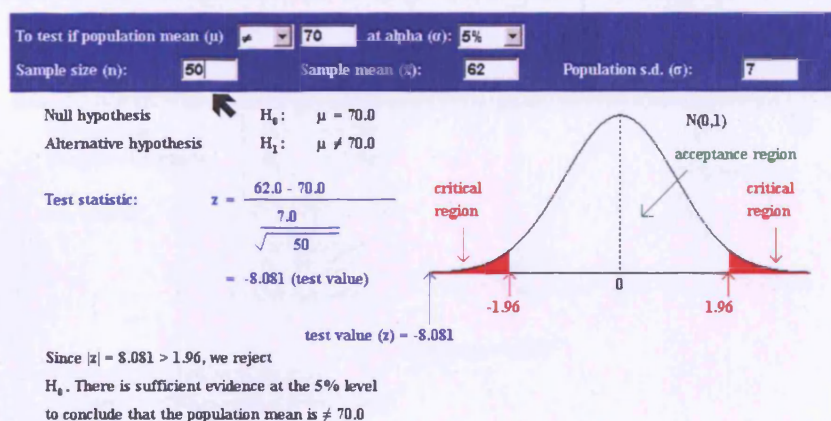 To test if population mean (μ) ≠ 70 at alpha (σ): 5%
Sample size (n): 50 Sample mean (x̄): 62 Population s.d. (σ): 7
Null hypothesis H₀: μ = 70.0
Alternative hypothesis H₁: μ ≠ 70.0
N(0,1)
acceptance region
critical region
critical region
Test statistic: z = 62.0 - 70.0
7.0
√50
= -8.081 (test value)
-1.96 0 1.96
test value (z) = -8.081
Since |z| = 8.081 > 1.96, we reject
H₀. There is sufficient evidence at the 5% level
to conclude that the population mean is ≠ 70.0